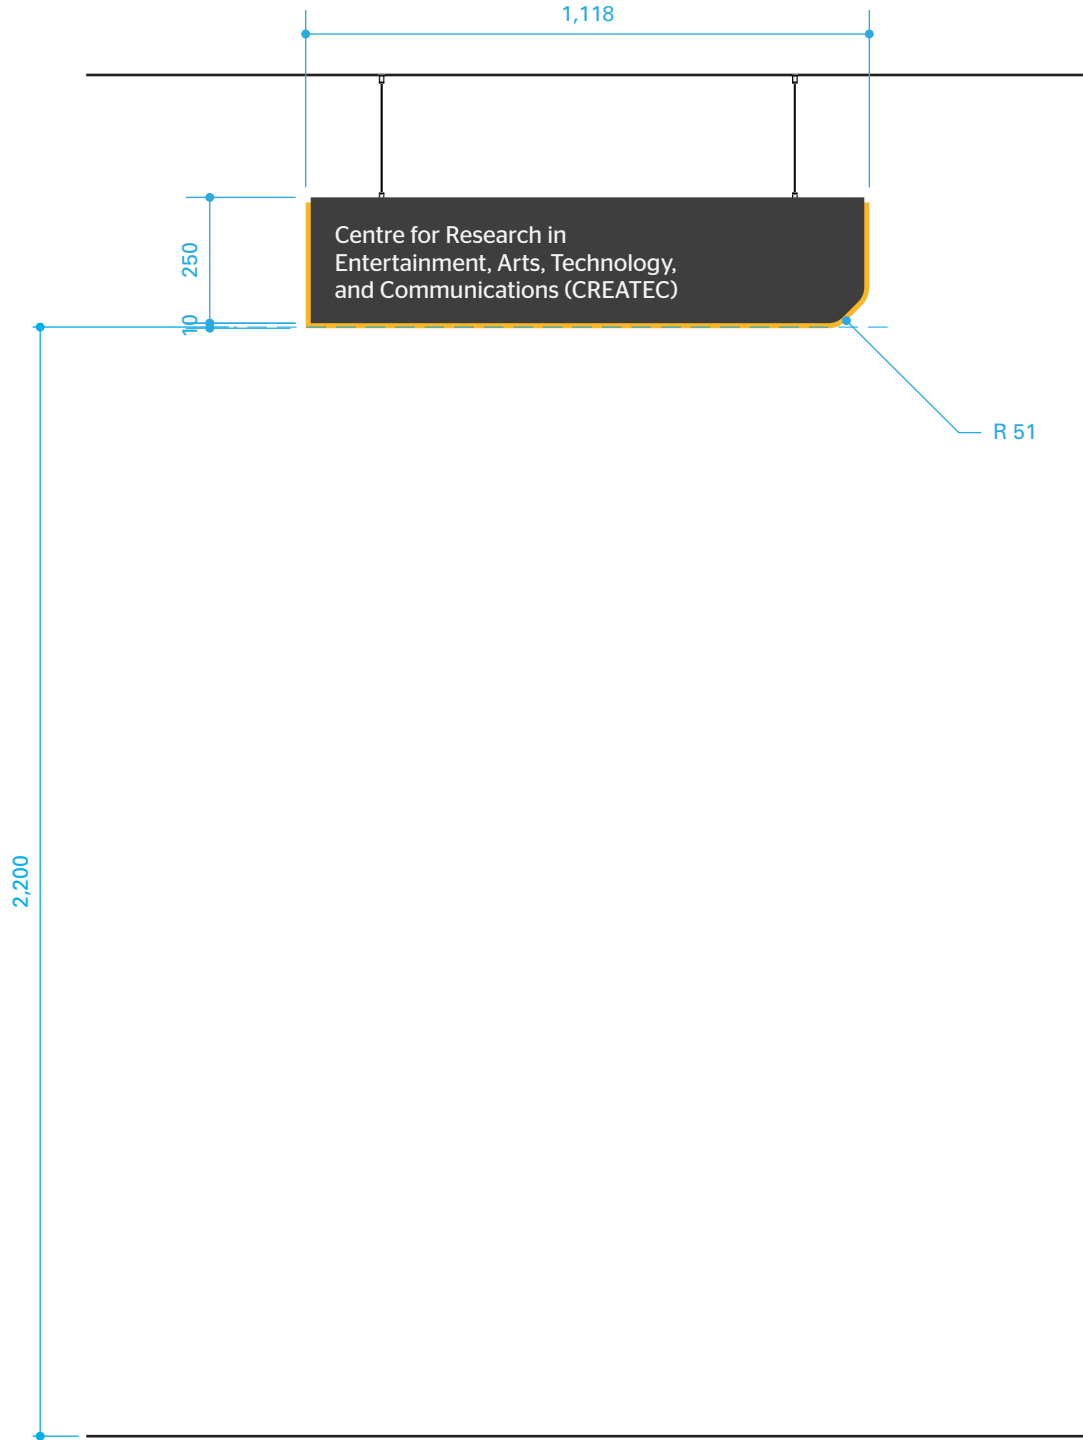 1,118
Centre for Research in
Entertainment, Arts, Technology,
and Communications (CREATEC)
250
10
R 51
2,200